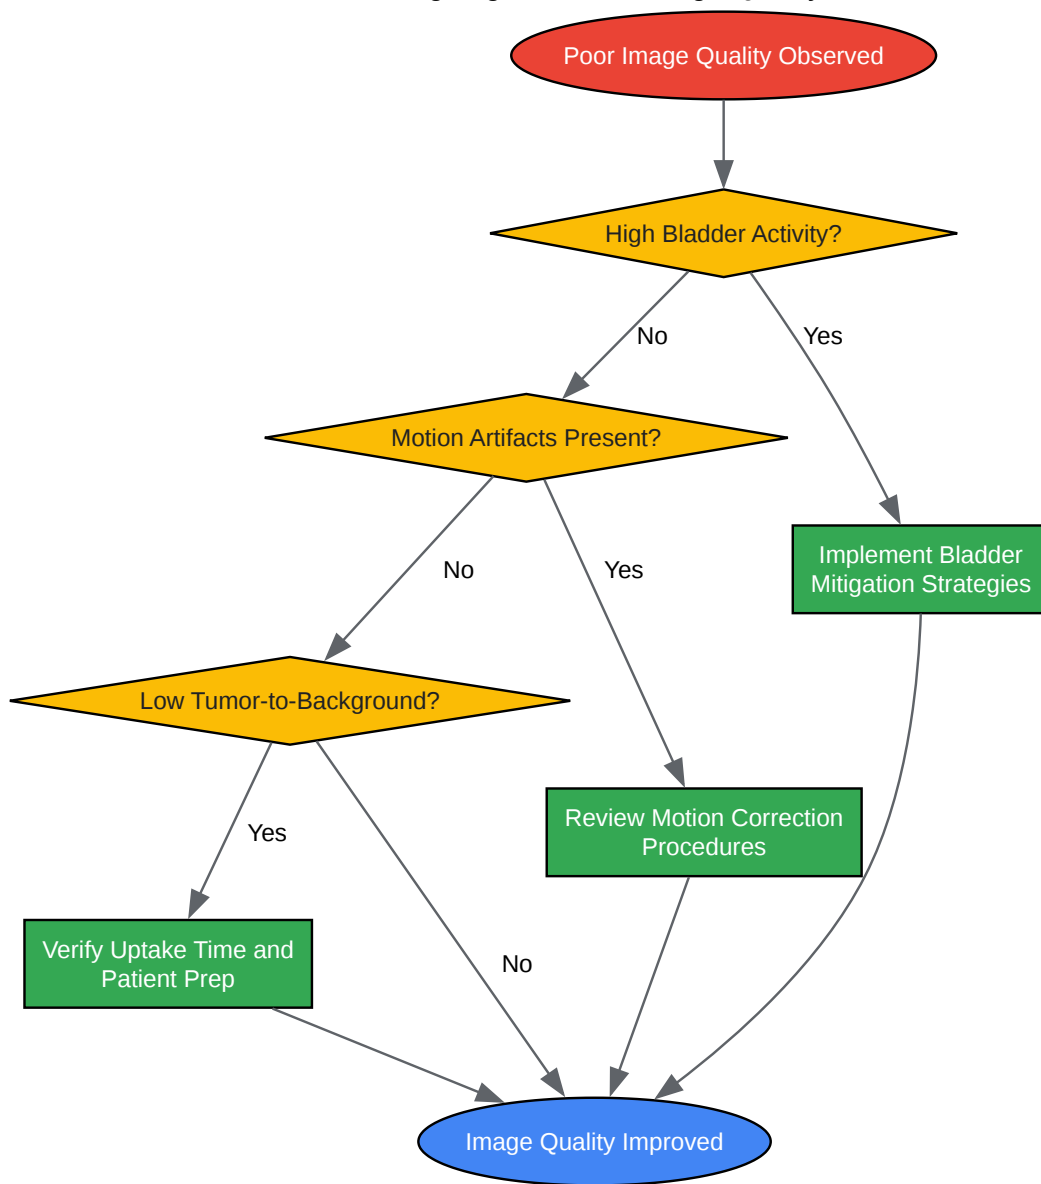 Poor Image Quality Observed
High Bladder Activity?
No
Yes
Motion Artifacts Present?
No
Yes
Implement Bladder
Mitigation Strategies
Low Tumor-to-Background?
Yes
Review Motion Correction
Procedures
Verify Uptake Time and
Patient Prep
No
Image Quality Improved